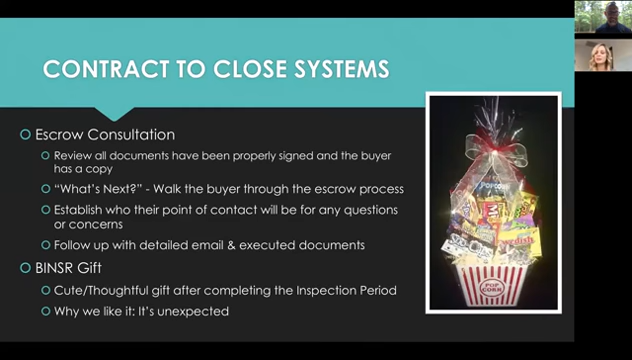 CONTRACT TO CLOSE SYSTEMS
Escrow Consultation
Review all documents have been properly signed and the buyer
has a copy
“What’s Next?” - Walk the buyer through the escrow process
Establish who their point of contact will be for any questions
or concerns
Follow up with detailed email & executed documents
BINSR Gift
Cute/Thoughtful gift after completing the Inspection Period
Why we like it: It’s unexpected
POP
CORN